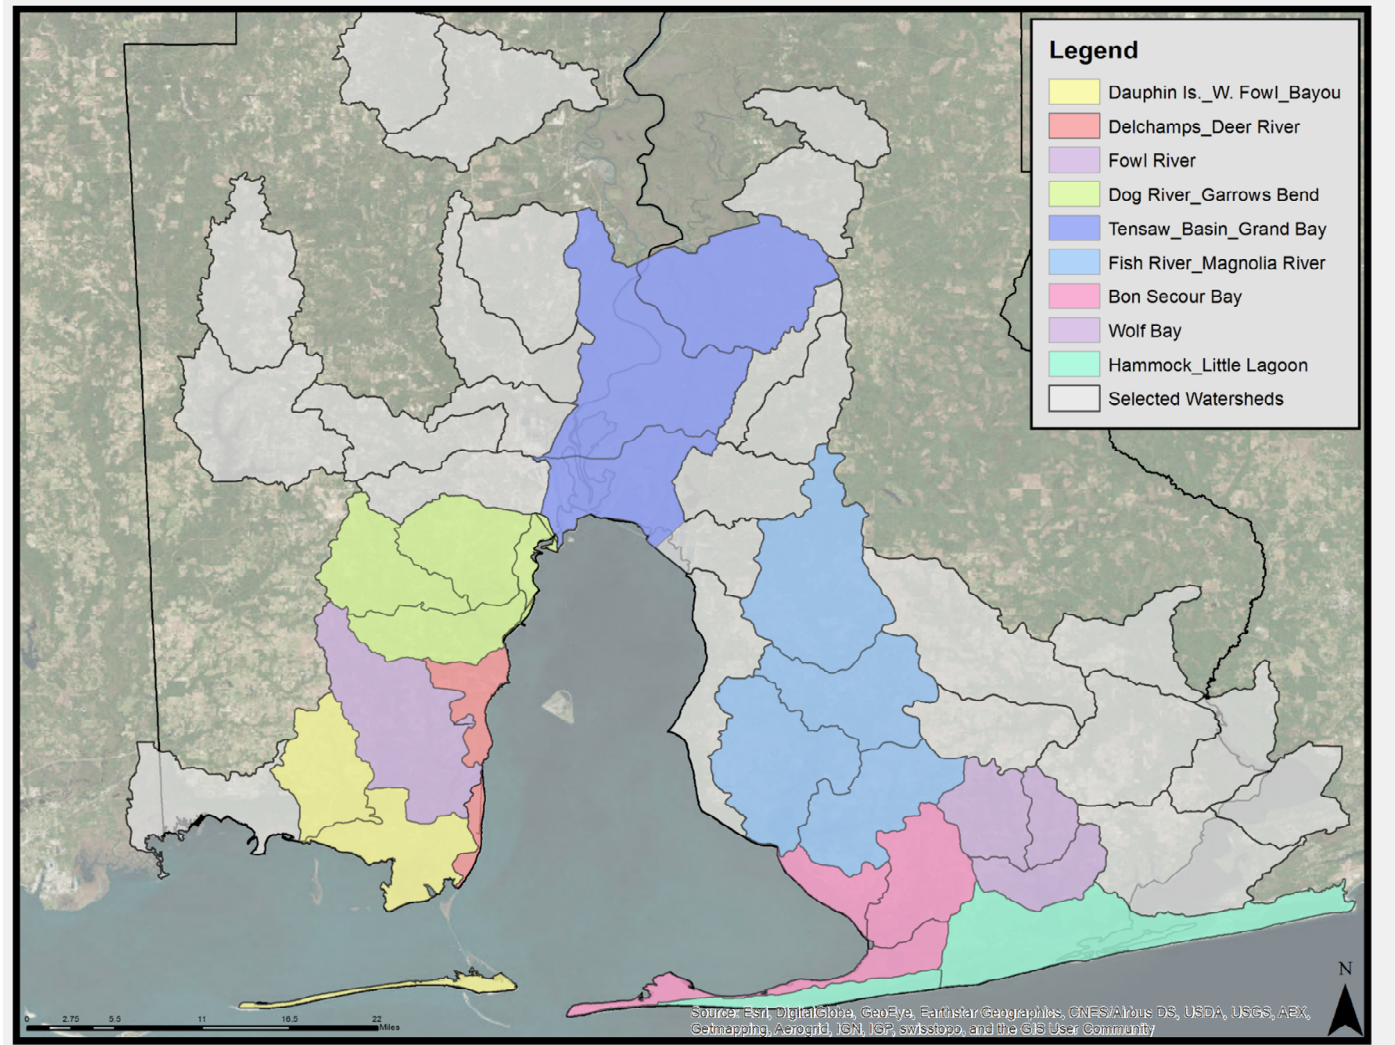 Legend
Dauphin Is._W. Fowl_Bayou
Delchamps_Deer River
Fowl River
Dog River_Garrows Bend
Tensaw_Basin_Grand Bay
Fish River_Magnolia River
Bon Secour Bay
Wolf Bay
Hammock_Little Lagoon
Selected Watersheds
N
0 2.75 5.5 11 16.5 22
Miles
Source: Esri, DigitalGlobe, GeoEye, Earthstar Geographics, CNES/Airbus DS, USDA, USGS, AEX,
Getmapping, Aerogrid, IGN, IGP, swisstopo, and the GIS User Community